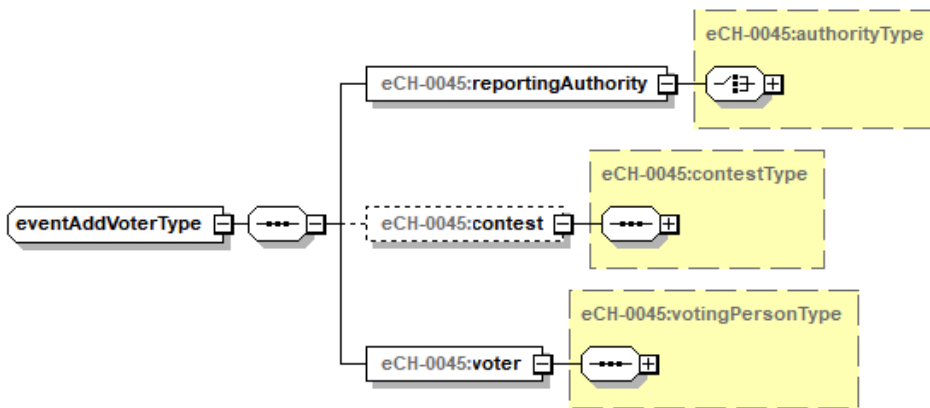 eCH-0045:authorityType
eCH-0045:reportingAuthority
eCH-0045:contestType
eventAddVoterType
eCH-0045:contest
eCH-0045:votingPersonType
eCH-0045:voter